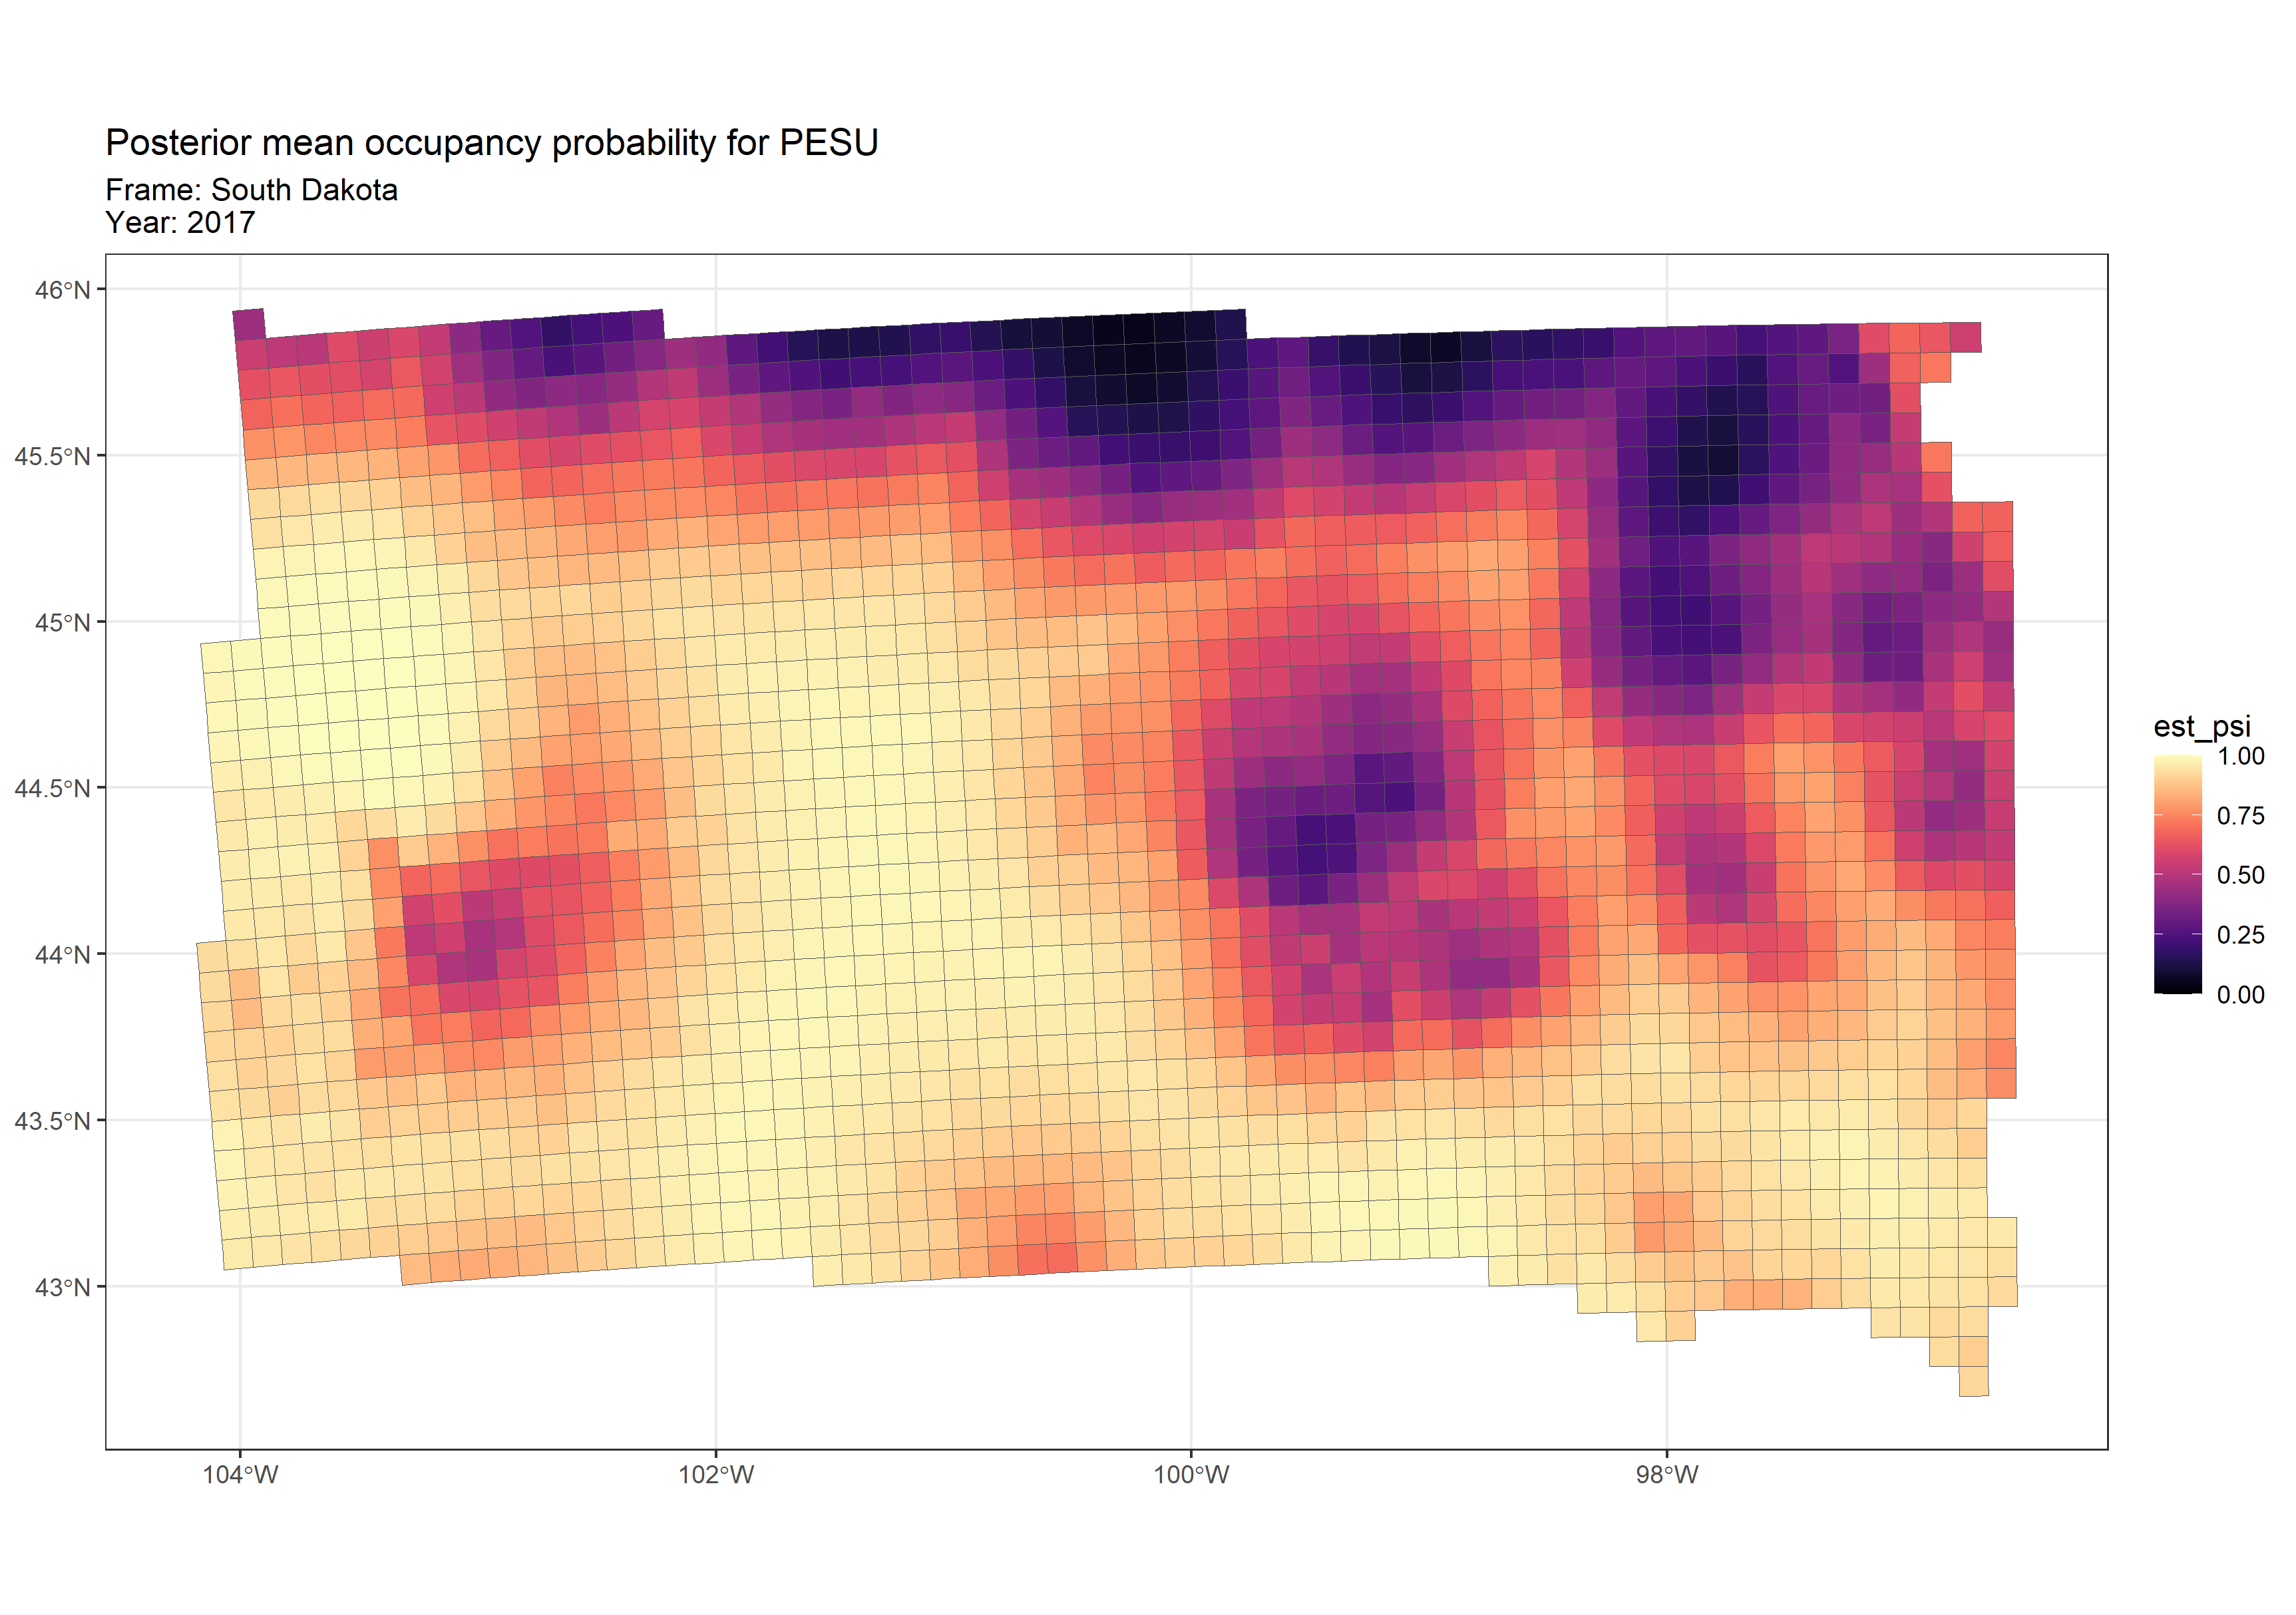 Posterior mean occupancy probability for PESU
Frame: South Dakota
Year: 2017
46°N
45.5°N
45°N
44.5°N
44°N
43.5°N
43°N
104°W
102°W
100°W
98°W
est_psi
1.00
0.75
0.50
0.25
0.00